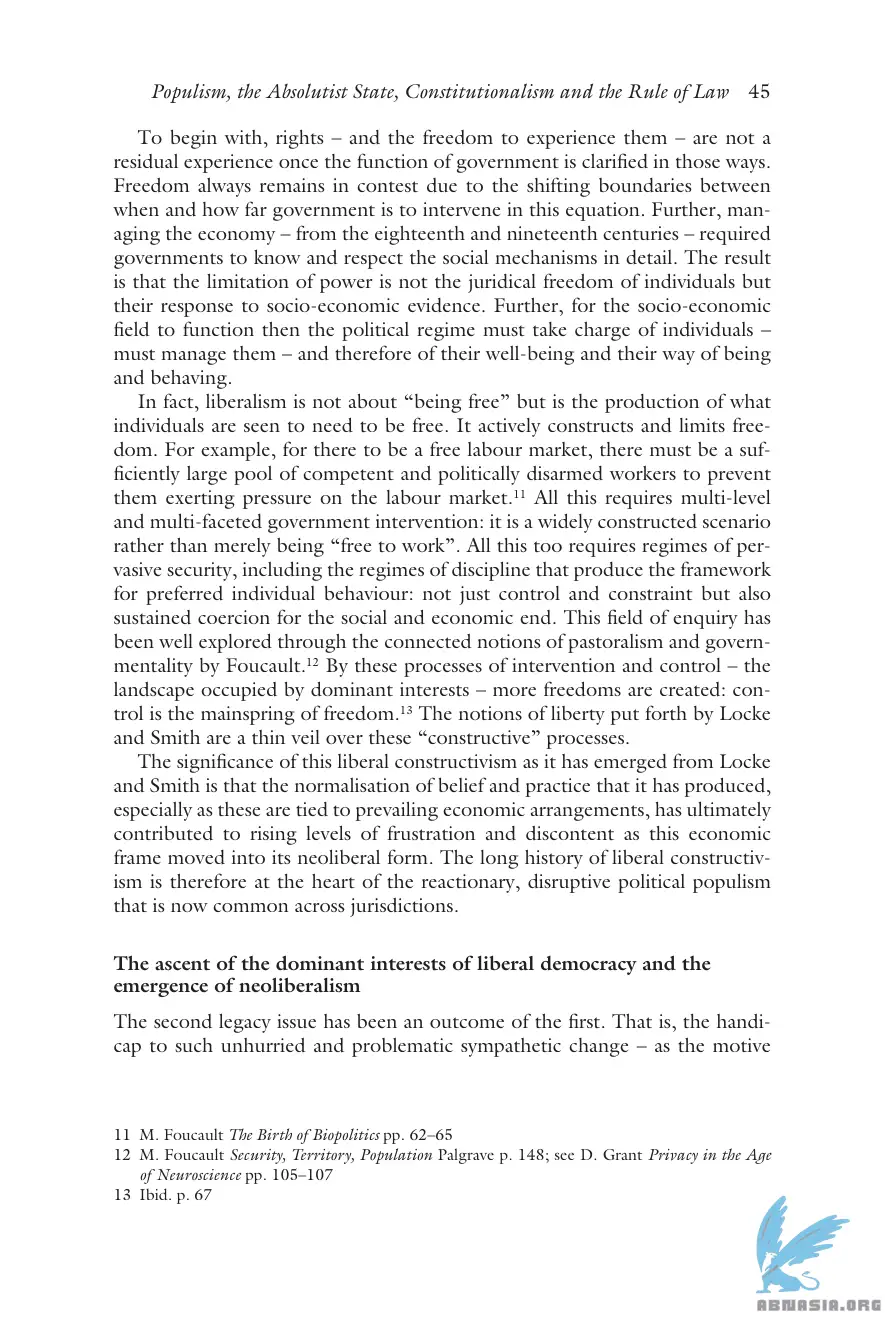 Populism, the Absolutist State, Constitutionalism and the Rule of Law 45
To begin with, rights – and the freedom to experience them – are not a
residual experience once the function of government is clarified in those ways.
Freedom always remains in contest due to the shifting boundaries between
when and how far government is to intervene in this equation. Further, man-
aging the economy – from the eighteenth and nineteenth centuries – required
governments to know and respect the social mechanisms in detail. The result
is that the limitation of power is not the juridical freedom of individuals but
their response to socio-economic evidence. Further, for the socio-economic
field to function then the political regime must take charge of individuals –
must manage them – and therefore of their well-being and their way of being
and behaving.
In fact, liberalism is not about “being free” but is the production of what
individuals are seen to need to be free. It actively constructs and limits free-
dom. For example, for there to be a free labour market, there must be a suf-
ficiently large pool of competent and politically disarmed workers to prevent
them exerting pressure on the labour market.¹¹ All this requires multi-level
and multi-faceted government intervention: it is a widely constructed scenario
rather than merely being “free to work”. All this too requires regimes of per-
vasive security, including the regimes of discipline that produce the framework
for preferred individual behaviour: not just control and constraint but also
sustained coercion for the social and economic end. This field of enquiry has
been well explored through the connected notions of pastoralism and govern-
mentality by Foucault.¹² By these processes of intervention and control – the
landscape occupied by dominant interests – more freedoms are created: con-
trol is the mainspring of freedom.¹³ The notions of liberty put forth by Locke
and Smith are a thin veil over these “constructive” processes.
The significance of this liberal constructivism as it has emerged from Locke
and Smith is that the normalisation of belief and practice that it has produced,
especially as these are tied to prevailing economic arrangements, has ultimately
contributed to rising levels of frustration and discontent as this economic
frame moved into its neoliberal form. The long history of liberal constructiv-
ism is therefore at the heart of the reactionary, disruptive political populism
that is now common across jurisdictions.
The ascent of the dominant interests of liberal democracy and the
emergence of neoliberalism
The second legacy issue has been an outcome of the first. That is, the handi-
cap to such unhurried and problematic sympathetic change – as the motive
11 M. Foucault The Birth of Biopolitics pp. 62–65
12 M. Foucault Security, Territory, Population Palgrave p. 148; see D. Grant Privacy in the Age
of Neuroscience pp. 105–107
13 Ibid. p. 67
ABNASIA.ORG